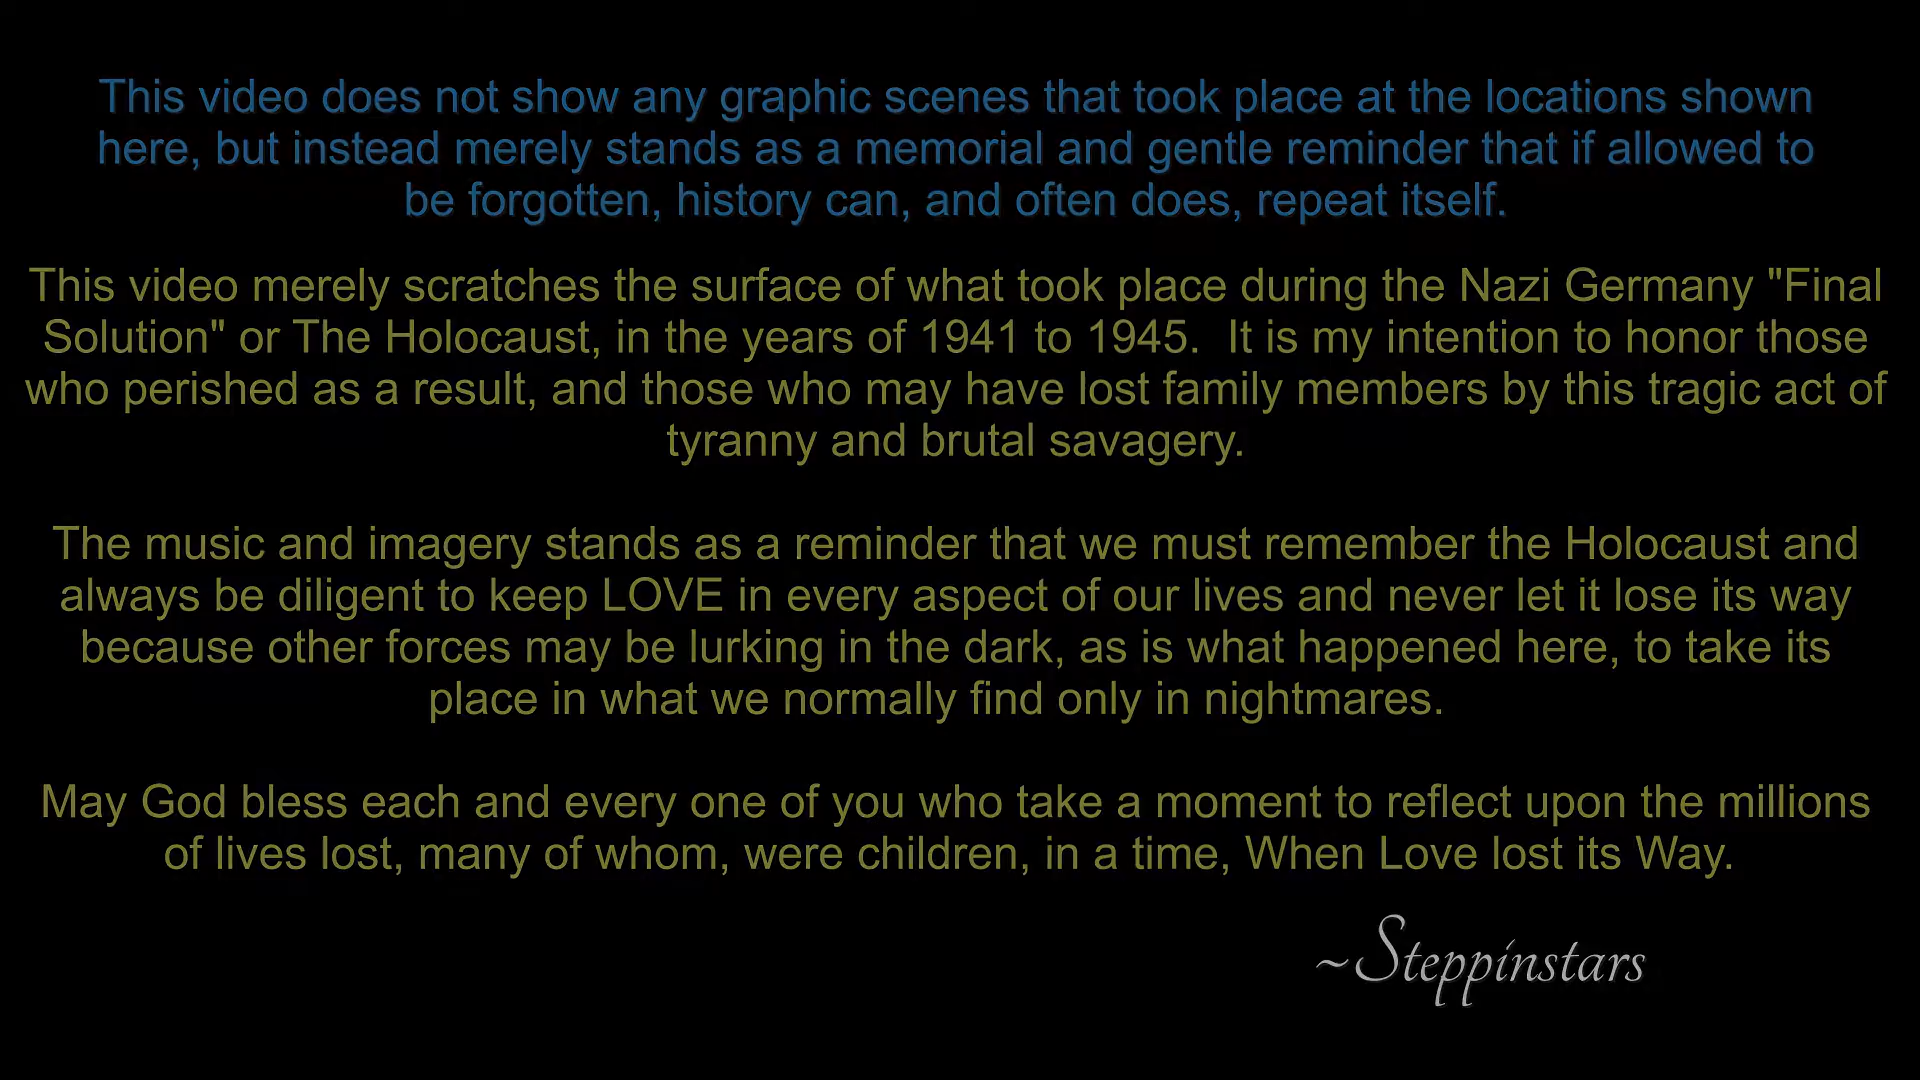 This video does not show any graphic scenes that took place at the locations shown
here, but instead merely stands as a memorial and gentle reminder that if allowed to
be forgotten, history can, and often does, repeat itself.
This video merely scratches the surface of what took place during the Nazi Germany "Final
Solution" or The Holocaust, in the years of 1941 to 1945.  It is my intention to honor those
who perished as a result, and those who may have lost family members by this tragic act of
tyranny and brutal savagery.
The music and imagery stands as a reminder that we must remember the Holocaust and
always be diligent to keep LOVE in every aspect of our lives and never let it lose its way
because other forces may be lurking in the dark, as is what happened here, to take its
place in what we normally find only in nightmares.
May God bless each and every one of you who take a moment to reflect upon the millions
of lives lost, many of whom, were children, in a time, When Love lost its Way.
~Steppinstars